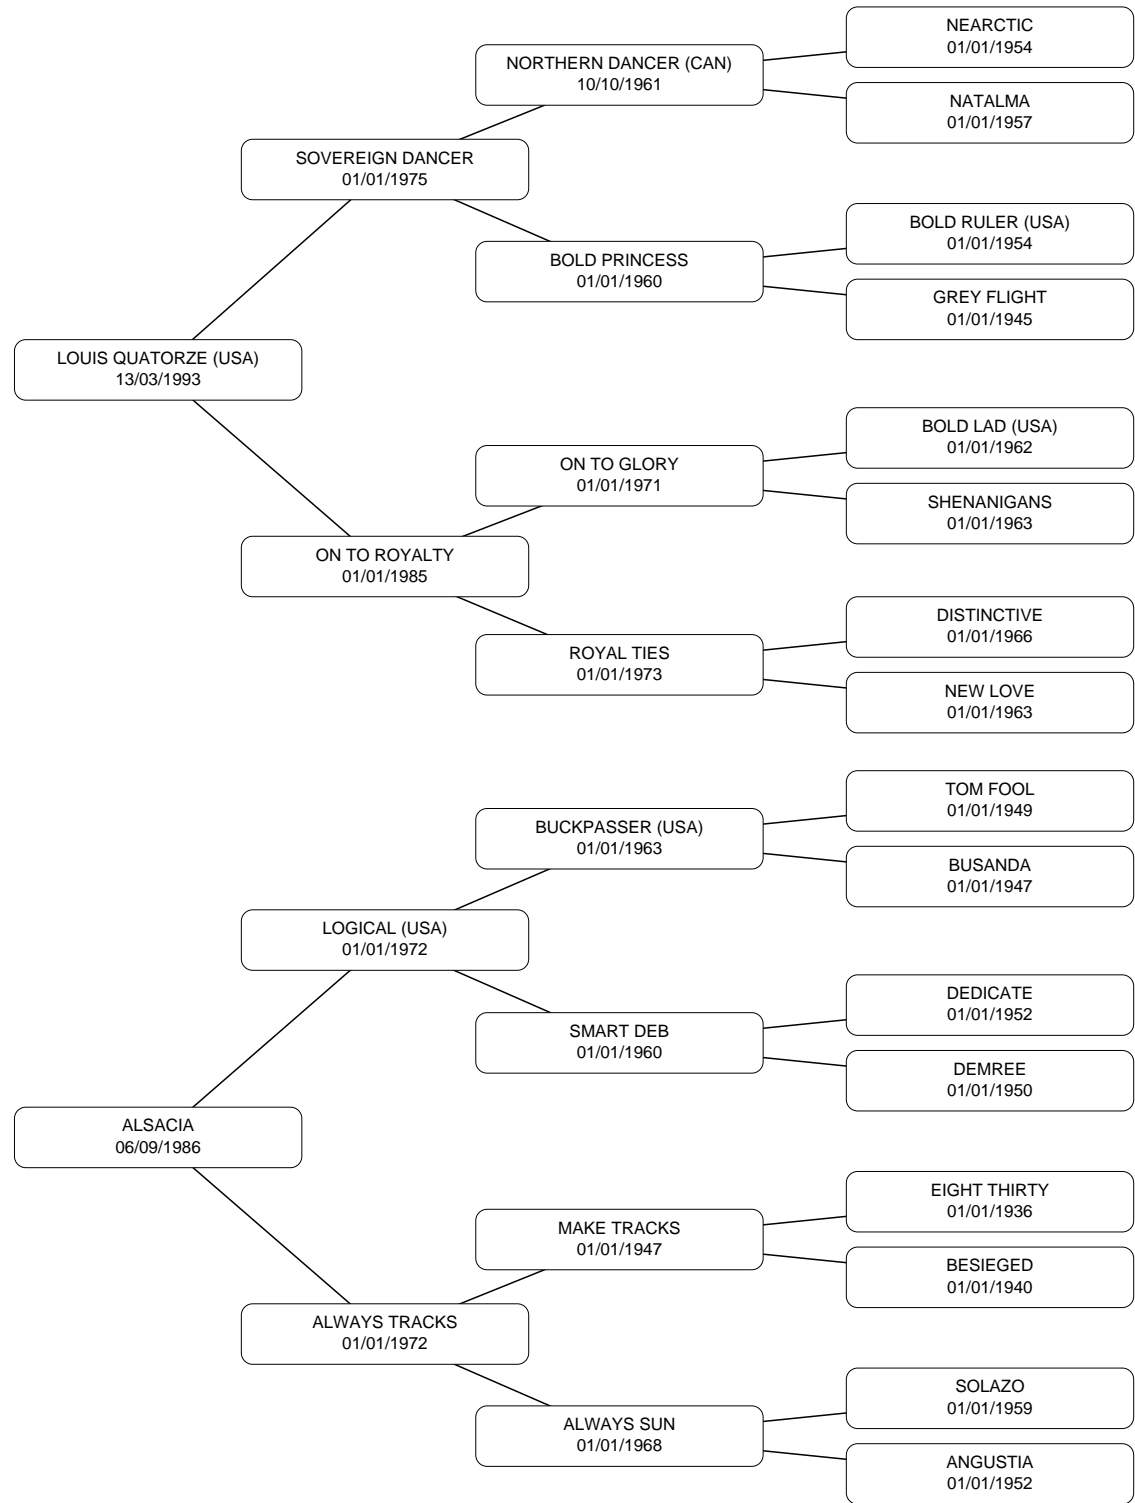 NEARCTIC
01/01/1954
NORTHERN DANCER (CAN)
10/10/1961
NATALMA
01/01/1957
SOVEREIGN DANCER
01/01/1975
BOLD RULER (USA)
01/01/1954
BOLD PRINCESS
01/01/1960
GREY FLIGHT
01/01/1945
LOUIS QUATORZE (USA)
13/03/1993
BOLD LAD (USA)
01/01/1962
ON TO GLORY
01/01/1971
SHENANIGANS
01/01/1963
ON TO ROYALTY
01/01/1985
DISTINCTIVE
01/01/1966
ROYAL TIES
01/01/1973
NEW LOVE
01/01/1963
TOM FOOL
01/01/1949
BUCKPASSER (USA)
01/01/1963
BUSANDA
01/01/1947
LOGICAL (USA)
01/01/1972
DEDICATE
01/01/1952
SMART DEB
01/01/1960
DEMREE
01/01/1950
ALSACIA
06/09/1986
EIGHT THIRTY
01/01/1936
MAKE TRACKS
01/01/1947
BESIEGED
01/01/1940
ALWAYS TRACKS
01/01/1972
SOLAZO
01/01/1959
ALWAYS SUN
01/01/1968
ANGUSTIA
01/01/1952